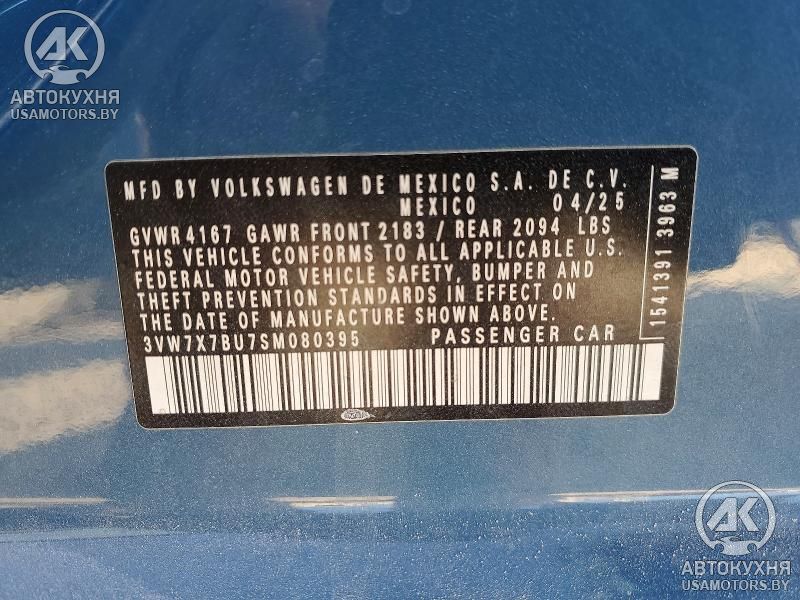 АК
АВТОКУХНЯ
USAMOTORS.BY
MFD BY VOLKSWAGEN DE MEXICO S.A. DE C.V.
MEXICO 04/25
GVWR 4167 GAWR FRONT 2183 / REAR 2094 LBS
THIS VEHICLE CONFORMS TO ALL APPLICABLE U.S.
FEDERAL MOTOR VEHICLE SAFETY, BUMPER AND
THEFT PREVENTION STANDARDS IN EFFECT ON
THE DATE OF MANUFACTURE SHOWN ABOVE.
3VW7X7BU7SM080395 PASSENGER CAR
1541391 3963 M
АК
АВТОКУХНЯ
USAMOTORS.BY